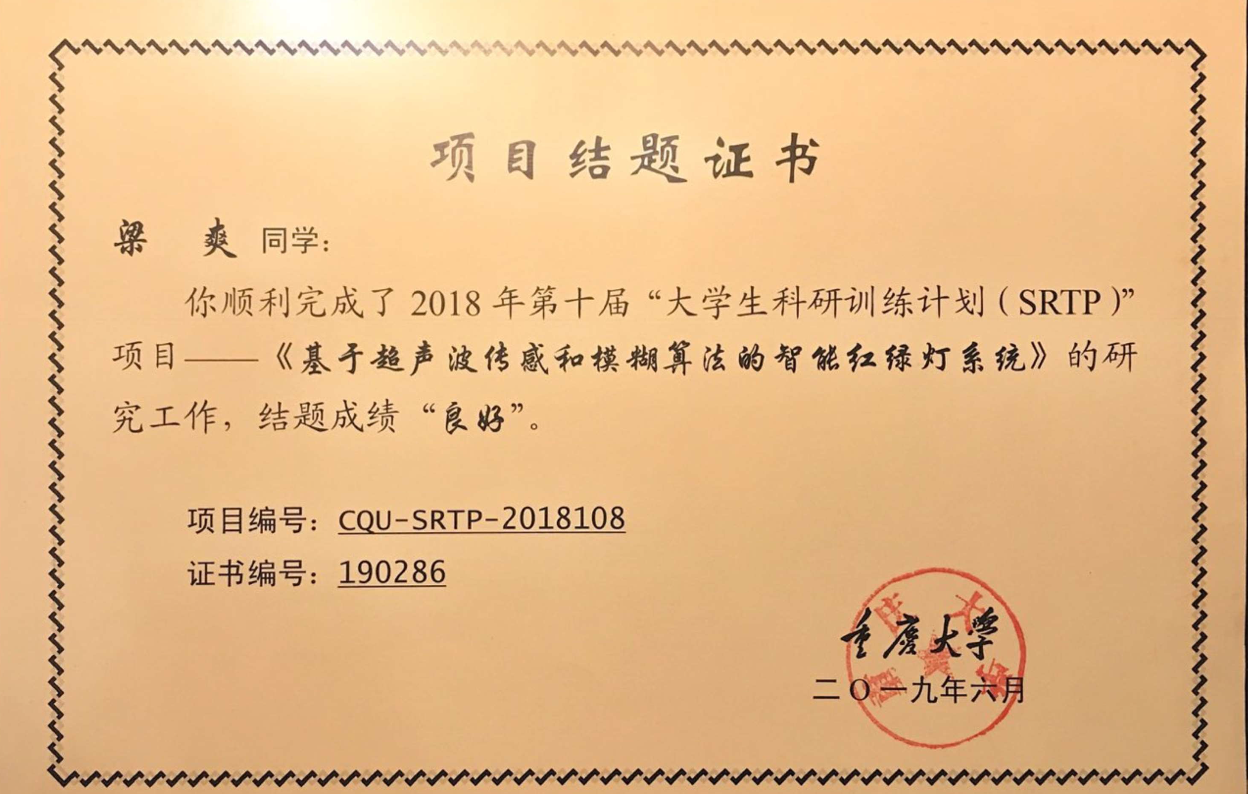 项目结题证书
梁 爽 同学：
你顺利完成了 2018 年第十届“大学生科研训练计划（SRTP）”
项目——《基于超声波传感和模糊算法的智能红绿灯系统》的研
究工作，结题成绩“良好”。
项目编号：CQU-SRTP-2018108
证书编号：190286
重庆大学
重庆大学
二〇一九年六月